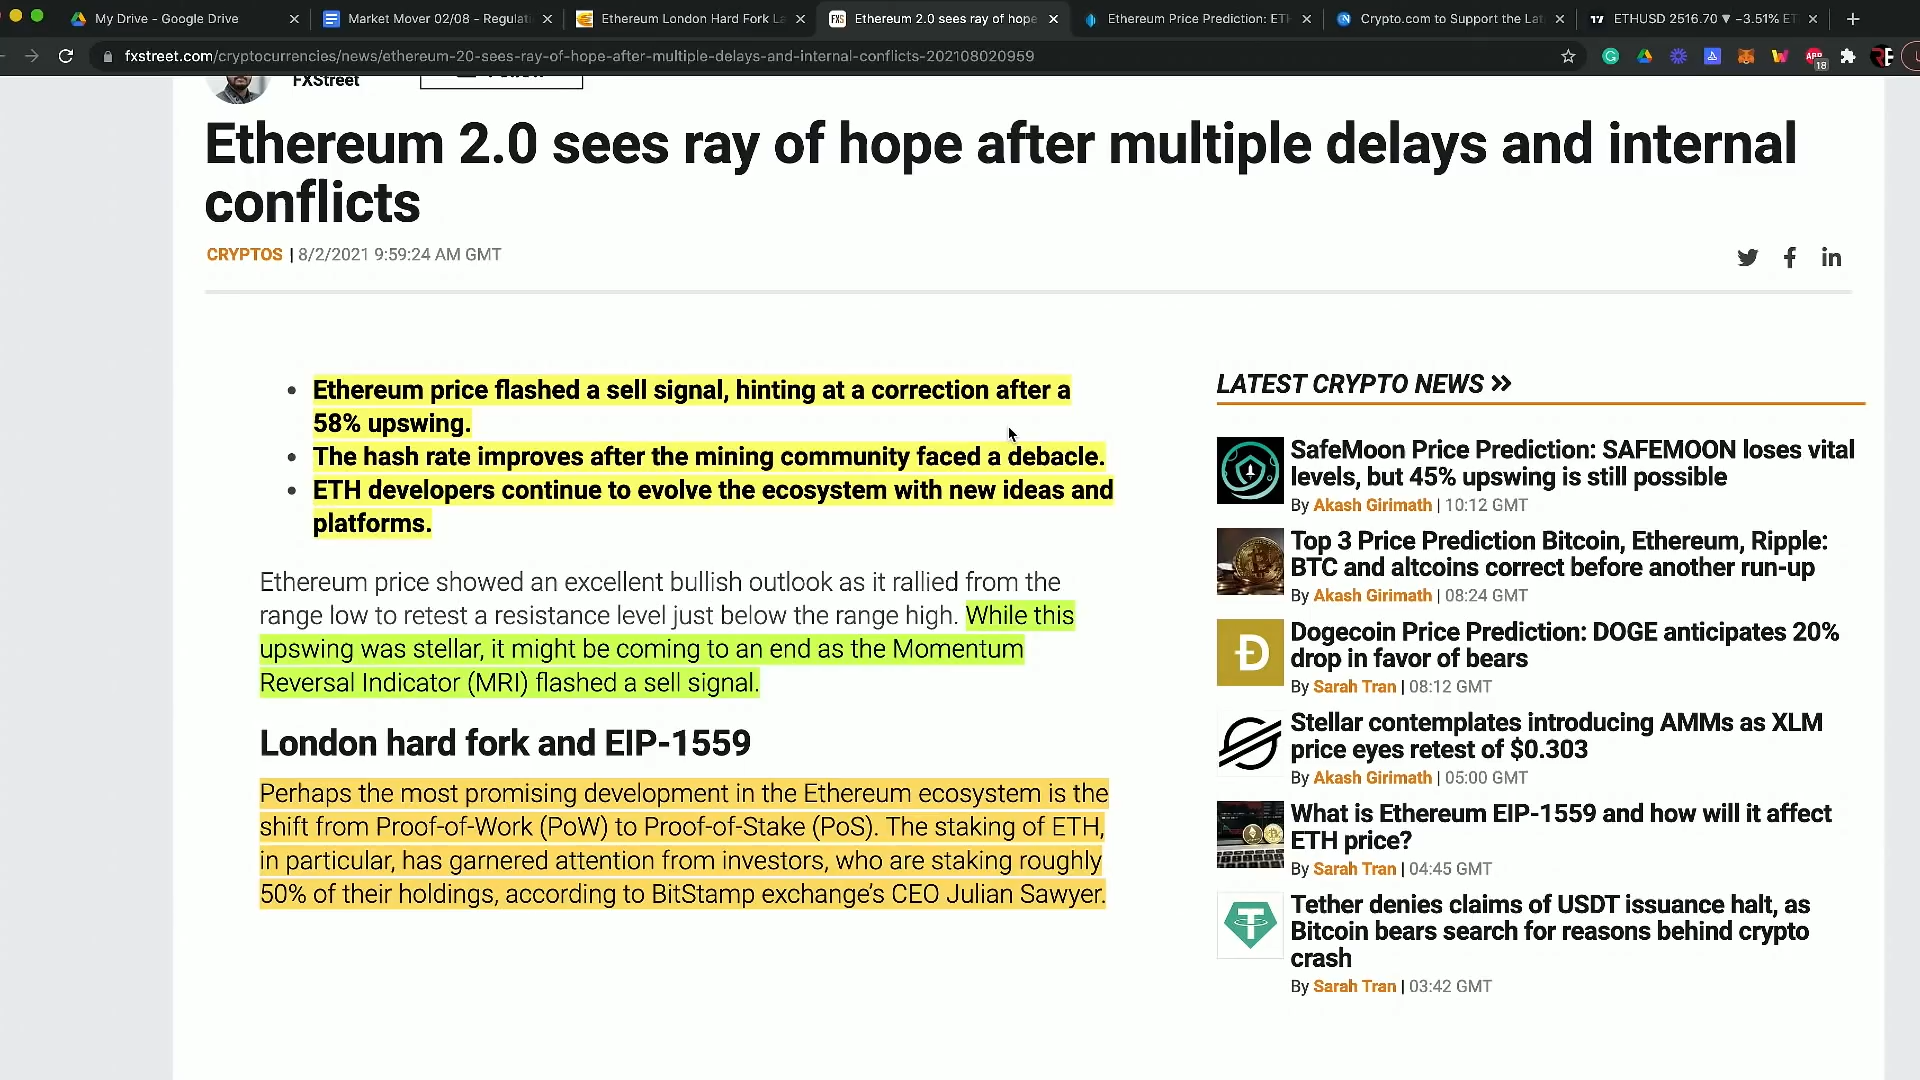 My Drive - Google Drive
Market Mover 02/08 - Regulati
Ethereum London Hard Fork La
FXS
Ethereum 2.0 sees ray of hope
Ethereum Price Prediction: ETH
Crypto.com to Support the Lat
ETHUSD 2516.70 ▼ −3.51% ET
fxstreet.com/cryptocurrencies/news/ethereum-20-sees-ray-of-hope-after-multiple-delays-and-internal-conflicts-202108020959
18
FXStreet
Ethereum 2.0 sees ray of hope after multiple delays and internal
conflicts
CRYPTOS | 8/2/2021 9:59:24 AM GMT
• Ethereum price flashed a sell signal, hinting at a correction after a
58% upswing.
• The hash rate improves after the mining community faced a debacle.
• ETH developers continue to evolve the ecosystem with new ideas and
platforms.
Ethereum price showed an excellent bullish outlook as it rallied from the
range low to retest a resistance level just below the range high. While this
upswing was stellar, it might be coming to an end as the Momentum
Reversal Indicator (MRI) flashed a sell signal.
London hard fork and EIP-1559
Perhaps the most promising development in the Ethereum ecosystem is the
shift from Proof-of-Work (PoW) to Proof-of-Stake (PoS). The staking of ETH,
in particular, has garnered attention from investors, who are staking roughly
50% of their holdings, according to BitStamp exchange's CEO Julian Sawyer.
LATEST CRYPTO NEWS
SafeMoon Price Prediction: SAFEMOON loses vital
levels, but 45% upswing is still possible
By Akash Girimath | 10:12 GMT
Top 3 Price Prediction Bitcoin, Ethereum, Ripple:
BTC and altcoins correct before another run-up
By Akash Girimath | 08:24 GMT
Dogecoin Price Prediction: DOGE anticipates 20%
drop in favor of bears
By Sarah Tran | 08:12 GMT
Stellar contemplates introducing AMMs as XLM
price eyes retest of $0.303
By Akash Girimath | 05:00 GMT
What is Ethereum EIP-1559 and how will it affect
ETH price?
By Sarah Tran | 04:45 GMT
Tether denies claims of USDT issuance halt, as
Bitcoin bears search for reasons behind crypto
crash
By Sarah Tran | 03:42 GMT